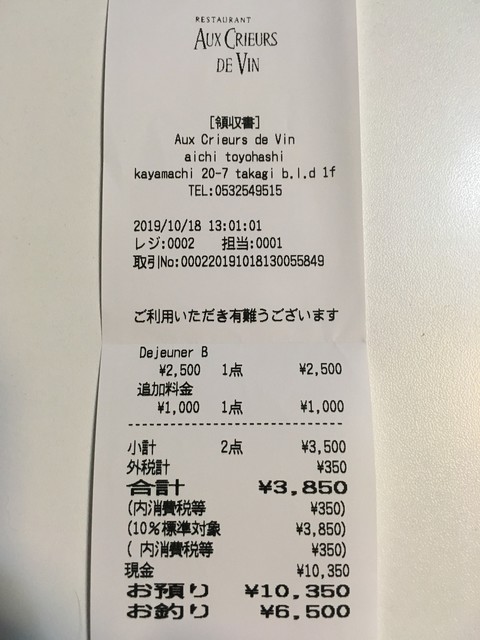 RESTAURANT
AUX CRIEURS
DE VIN
[領収書]
Aux Crieurs de Vin
aichi toyohashi
kayamachi 20-7 takagi b.l.d 1f
TEL:0532549515
2019/10/18 13:01:01
レジ:0002 担当:0001
取引No:000220191018130055849
ご利用いただき有難うございます
Dejeuner B
¥2,500 1点 ¥2,500
追加料金
¥1,000 1点 ¥1,000
小計 2点 ¥3,500
外税計 ¥350
合計 ¥3,850
(内消費税等 ¥350)
(10%標準対象 ¥3,850)
( 内消費税等 ¥350)
現金 ¥10,350
お預り ¥10,350
お釣り ¥6,500